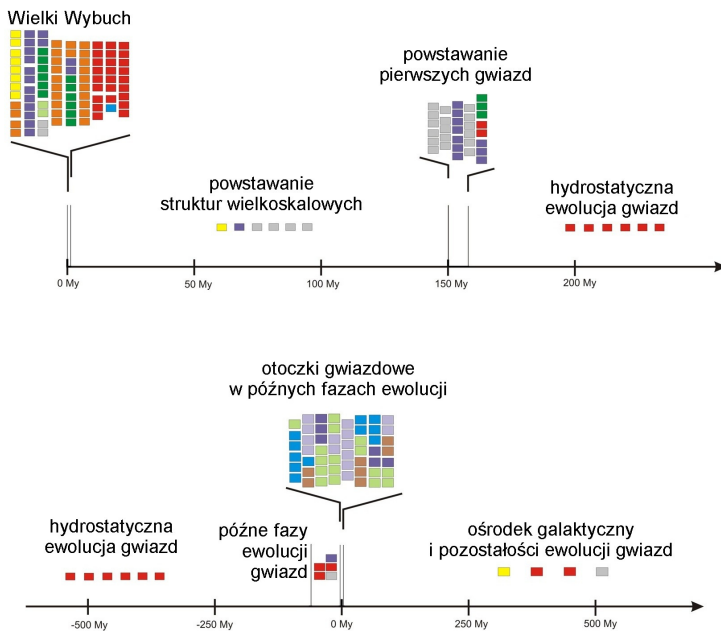 Wielki Wybuch
powstawanie
pierwszych gwiazd
powstawanie
struktur wielkoskalowych
hydrostatyczna
ewolucja gwiazd
0 My
50 My
100 My
150 My
200 My
otoczki gwiazdowe
w późnych fazach ewolucji
hydrostatyczna
ewolucja gwiazd
późne fazy
ewolucji
gwiazd
ośrodek galaktyczny
i pozostałości ewolucji gwiazd
-500 My
-250 My
0 My
250 My
500 My